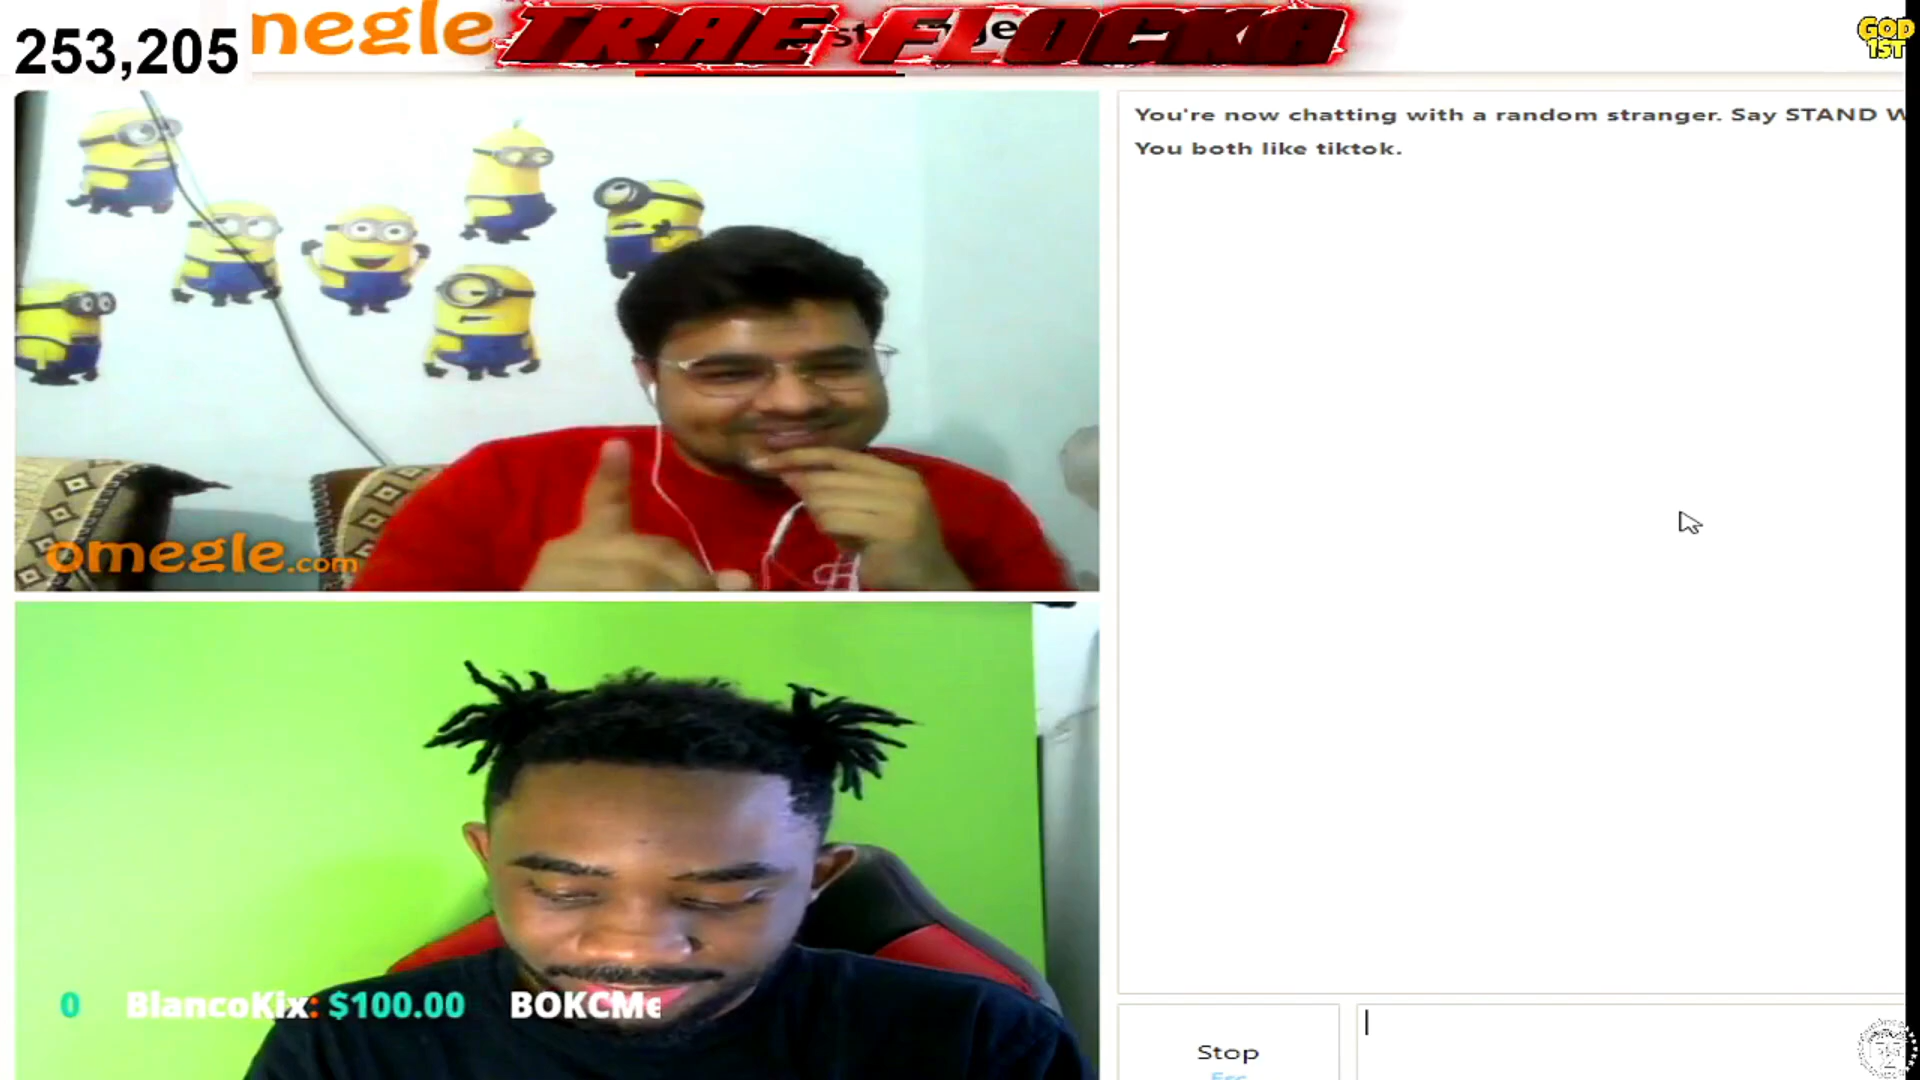 253,205
negle
TRAE FLOCKA
GOD
1ST
You're now chatting with a random stranger. Say STAND W
You both like tiktok.
omegle.com
0 BlancoKix: $100.00 BOKCMe
Stop
Esc